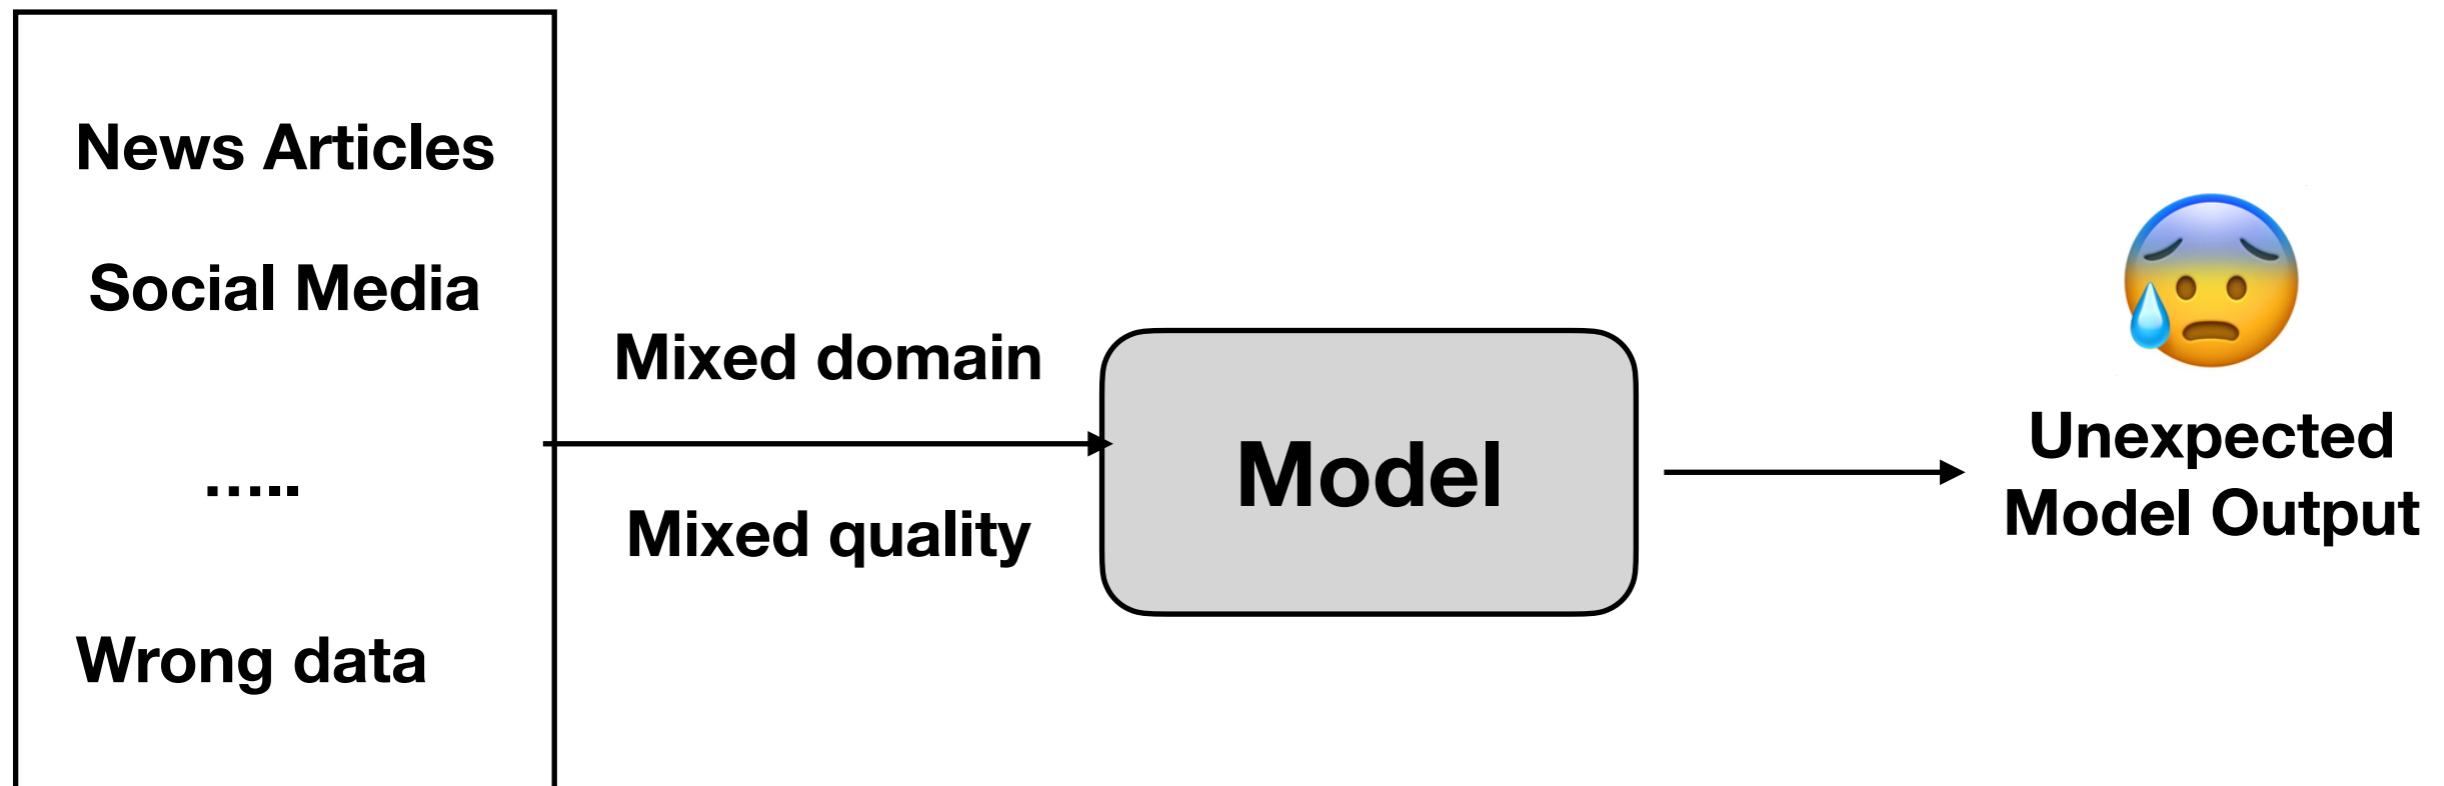 News Articles
Social Media
.....
Wrong data
Mixed domain
Mixed quality
Model
Unexpected
Model Output